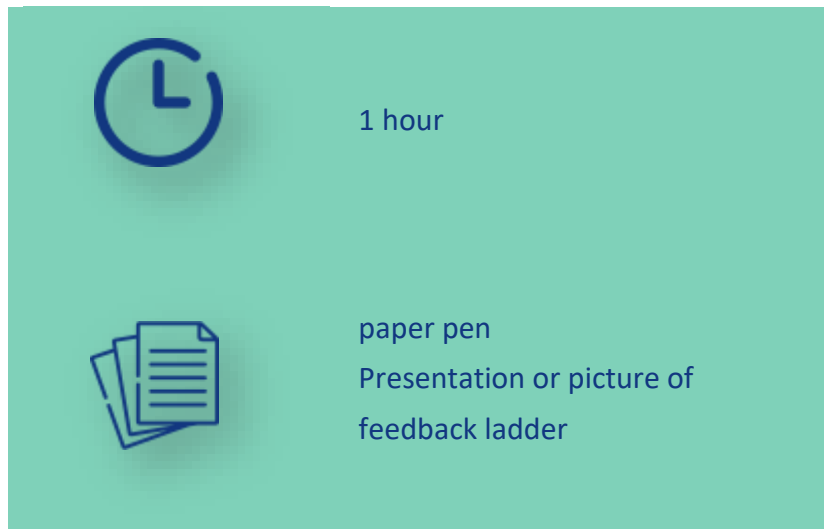 1 hour
paper pen
Presentation or picture of
feedback ladder